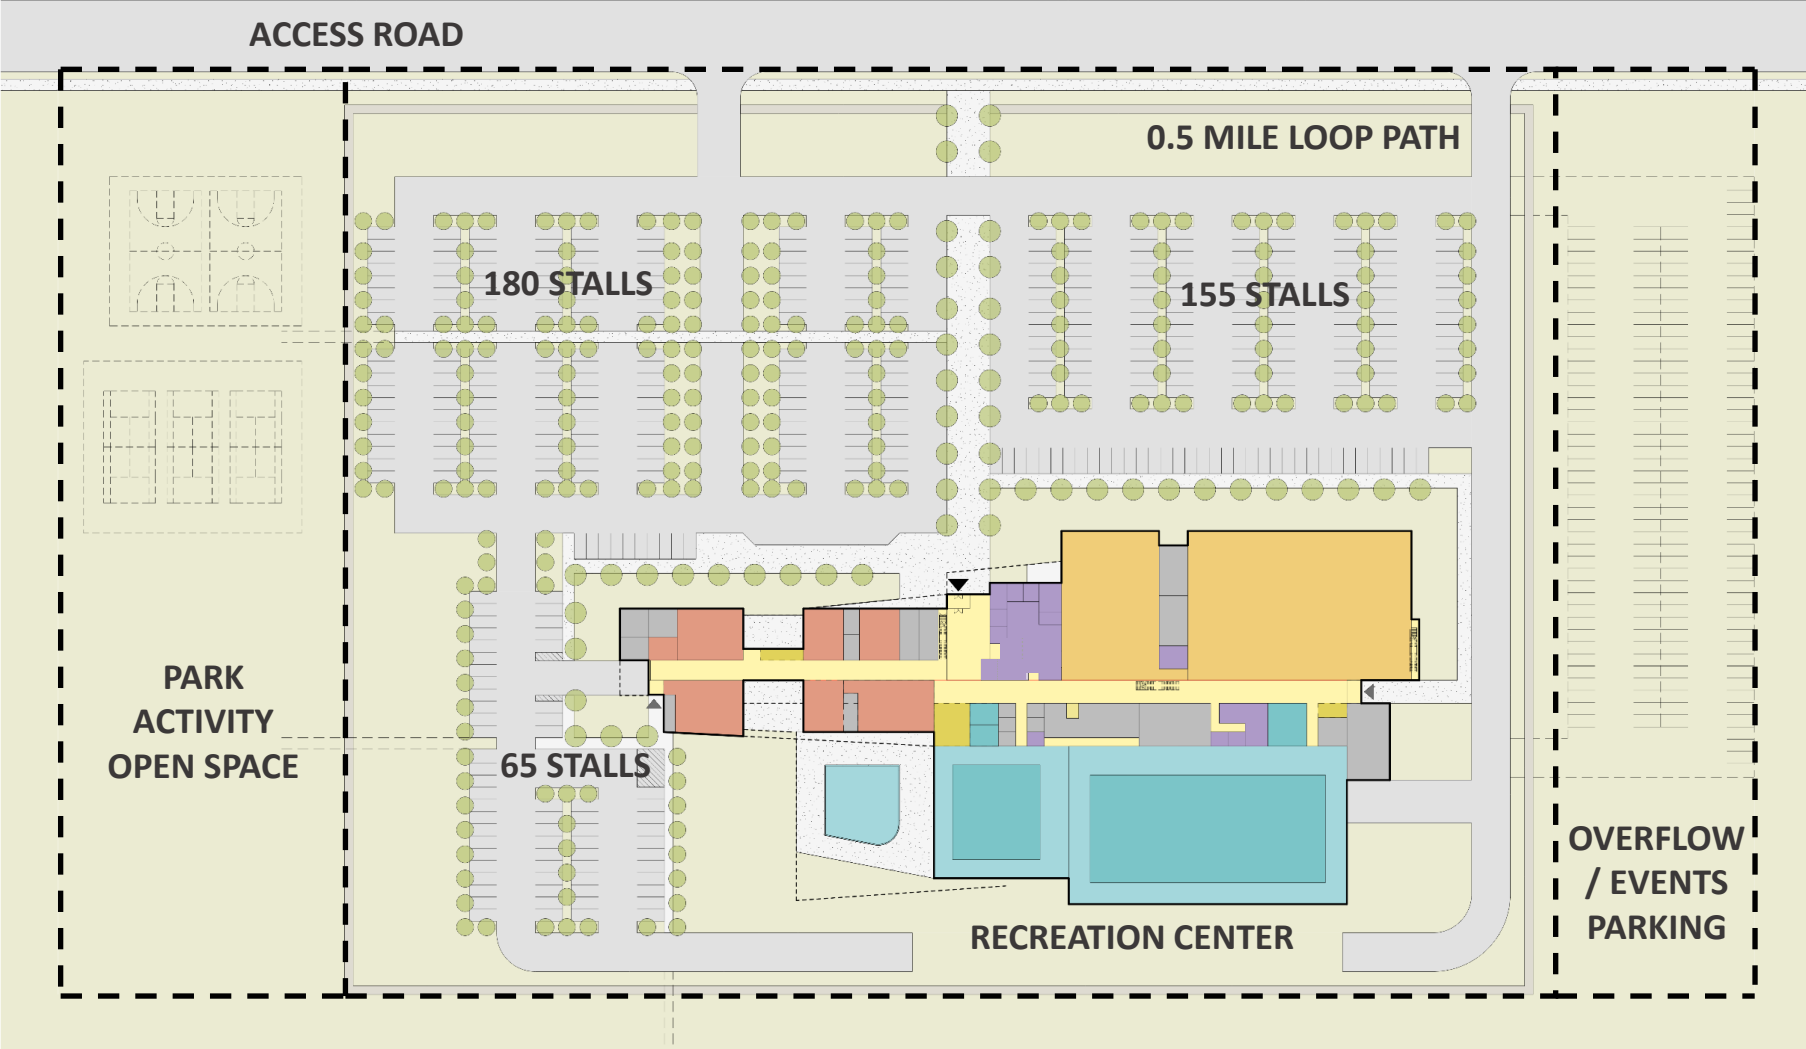 ACCESS ROAD
0.5 MILE LOOP PATH
180 STALLS
155 STALLS
PARK
ACTIVITY
OPEN SPACE
65 STALLS
OVERFLOW
/ EVENTS
PARKING
RECREATION CENTER